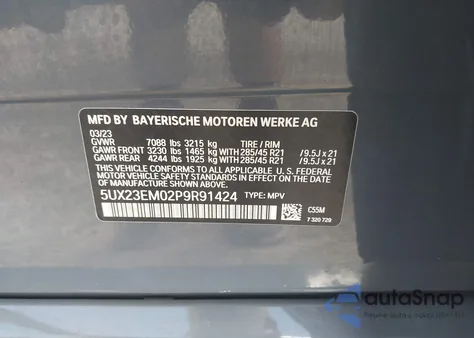 MFD BY BAYERISCHE MOTOREN WERKE AG
03/23
GVWR 7088 lbs 3215 kg TIRE / RIM
GAWR FRONT 3230 lbs 1465 kg WITH 285/45 R21 /9.5J x 21
GAWR REAR 4244 lbs 1925 kg WITH 285/45 R21 /9.5J x 21
THIS VEHICLE CONFORMS TO ALL APPLICABLE
FEDERAL MOTOR VEHICLE SAFETY STANDARDS
IN EFFECT ON THE DATE OF MANUFACTURE
SHOWN ABOVE.
5UX23EM02P9R91424 TYPE: MPV
C55M
7 320 729
autoSnap